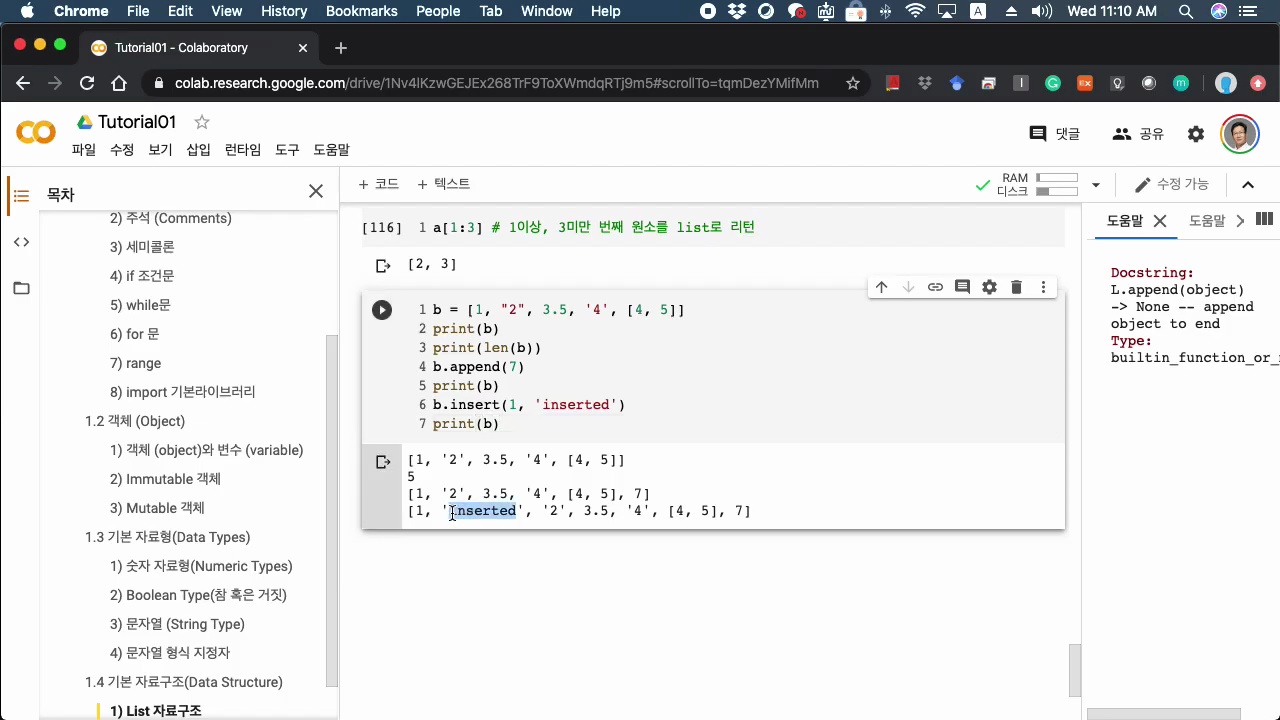 Chrome File Edit View History Bookmarks People Tab Window Help Wed 11:10 AM
Tutorial01 - Colaboratory
colab.research.google.com/drive/1Nv4lKzwGEJEx268TrF9ToXWmdqRTj9m5#scrollTo=tqmDezYMifMm
Tutorial01
파일 수정 보기 삽입 런타임 도구 도움말
댓글 공유
목차
+ 코드 + 텍스트
RAM
디스크
수정 가능
2) 주석 (Comments)
3) 세미콜론
4) if 조건문
5) while문
6) for 문
7) range
8) import 기본라이브러리
1.2 객체 (Object)
1) 객체 (object)와 변수 (variable)
2) Immutable 객체
3) Mutable 객체
1.3 기본 자료형(Data Types)
1) 숫자 자료형(Numeric Types)
2) Boolean Type(참 혹은 거짓)
3) 문자열 (String Type)
4) 문자열 형식 지정자
1.4 기본 자료구조(Data Structure)
1) List 자료구조
[116] 1 a[1:3] # 1이상, 3미만 번째 원소를 list로 리턴
[2, 3]
1 b = [1, "2", 3.5, '4', [4, 5]]
2 print(b)
3 print(len(b))
4 b.append(7)
5 print(b)
6 b.insert(1, 'inserted')
7 print(b)
[1, '2', 3.5, '4', [4, 5]]
5
[1, '2', 3.5, '4', [4, 5], 7]
[1, 'inserted', '2', 3.5, '4', [4, 5], 7]
도움말 도움말
Docstring:
L.append(object)
-> None -- append
object to end
Type:
builtin_function_or_